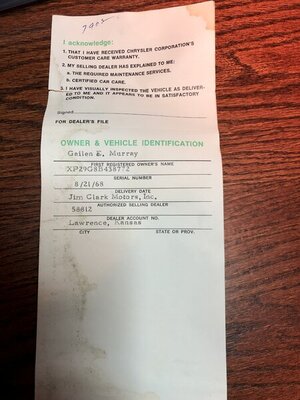 I acknowledge:
1. THAT I HAVE RECEIVED CHRYSLER CORPORATION'S
CUSTOMER CARE WARRANTY.
2. MY SELLING DEALER HAS EXPLAINED TO ME:
a. THE REQUIRED MAINTENANCE SERVICES.
b. CERTIFIED CAR CARE.
3. I HAVE VISUALLY INSPECTED THE VEHICLE AS DELIVER-
ED TO ME AND IT APPEARS TO BE IN SATISFACTORY
CONDITION.
Signed
FOR DEALER'S FILE
OWNER & VEHICLE IDENTIFICATION
Gailen E. Murray
FIRST REGISTERED OWNER'S NAME
XP29G8B438772
SERIAL NUMBER
8/21/68
DELIVERY DATE
Jim Clark Motors, Inc.
AUTHORIZED SELLING DEALER
58812
DEALER ACCOUNT NO.
Lawrence, Kansas
CITY STATE OR PROV.